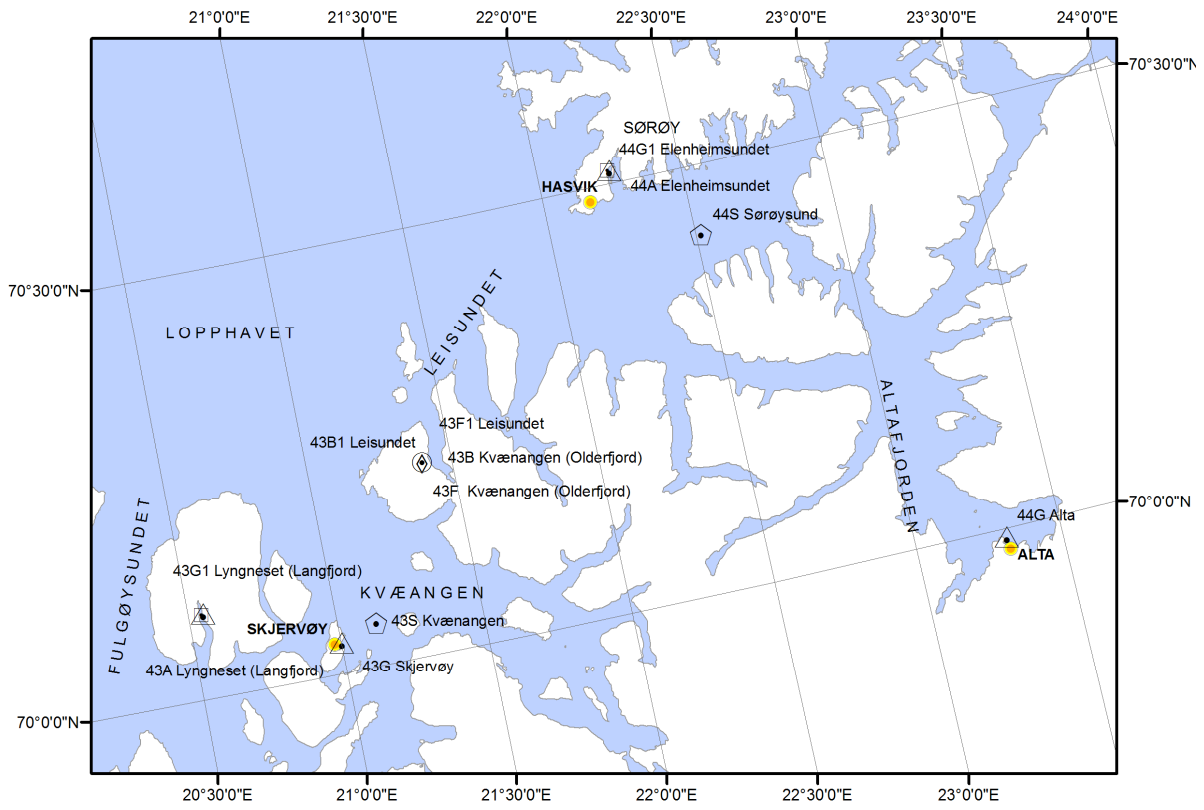 21°0'0"E 21°30'0"E 22°0'0"E 22°30'0"E 23°0'0"E 23°30'0"E 24°0'0"E
70°30'0"N
SØRØY
44G1 Elenheimsundet
HASVIK
44A Elenheimsundet
44S Sørøysund
70°30'0"N
LOPPHAVET
LEISUNDET
ALTAFJORDEN
43F1 Leisundet
43B1 Leisundet
43B Kvænangen (Olderfjord)
43F Kvænangen (Olderfjord)
70°0'0"N
FULGØYSUNDET
44G Alta
ALTA
43G1 Lyngneset (Langfjord)
KVÆANGEN
43S Kvænangen
SKJERVØY
43G Skjervøy
43A Lyngneset (Langfjord)
70°0'0"N
20°30'0"E 21°0'0"E 21°30'0"E 22°0'0"E 22°30'0"E 23°0'0"E